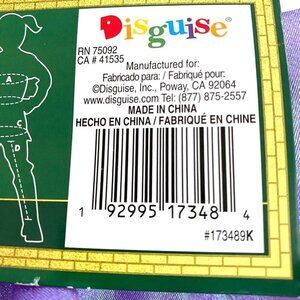 Disguise
RN 75092
CA # 41535
Manufactured for:
Fabricado para: / Fabriqué pour:
©Disguise, Inc., Poway, CA 92064
www.disguise.com Tel: (877) 875-2557
MADE IN CHINA
HECHO EN CHINA / FABRIQUÉ EN CHINE
A
C
D
1 92995 17348 4
#173489K